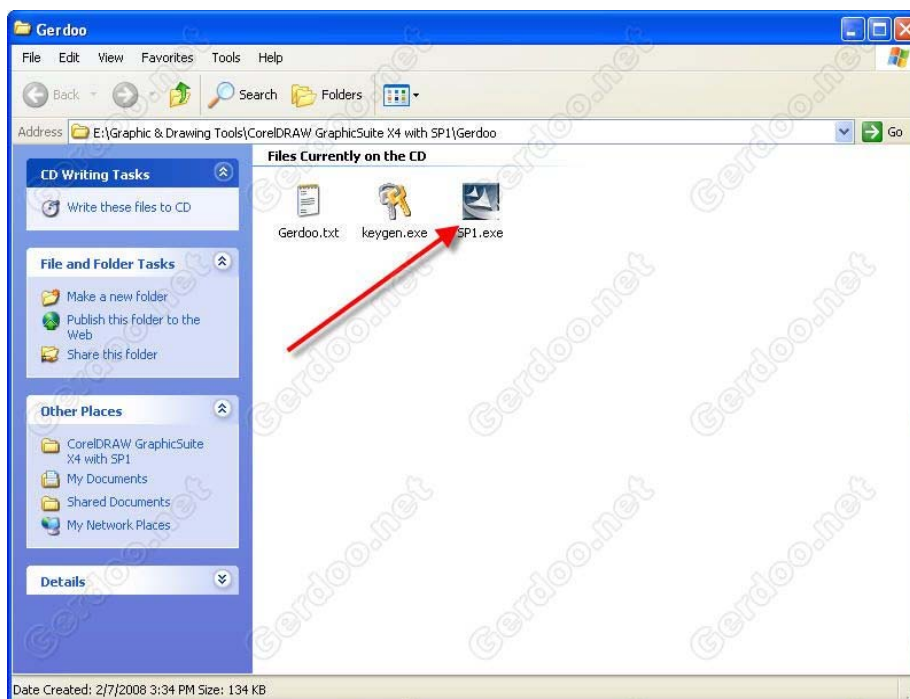 Gerdoo
File Edit View Favorites Tools Help
Back Search Folders
Address E:\Graphic & Drawing Tools\CorelDRAW GraphicSuite X4 with SP1\Gerdoo Go
Files Currently on the CD
CD Writing Tasks
Write these files to CD
Gerdoo.txt keygen.exe SP1.exe
File and Folder Tasks
Make a new folder
Publish this folder to the
Web
Share this folder
Other Places
CorelDRAW GraphicSuite
X4 with SP1
My Documents
Shared Documents
My Network Places
Details
Date Created: 2/7/2008 3:34 PM Size: 134 KB
Gerdoo.net